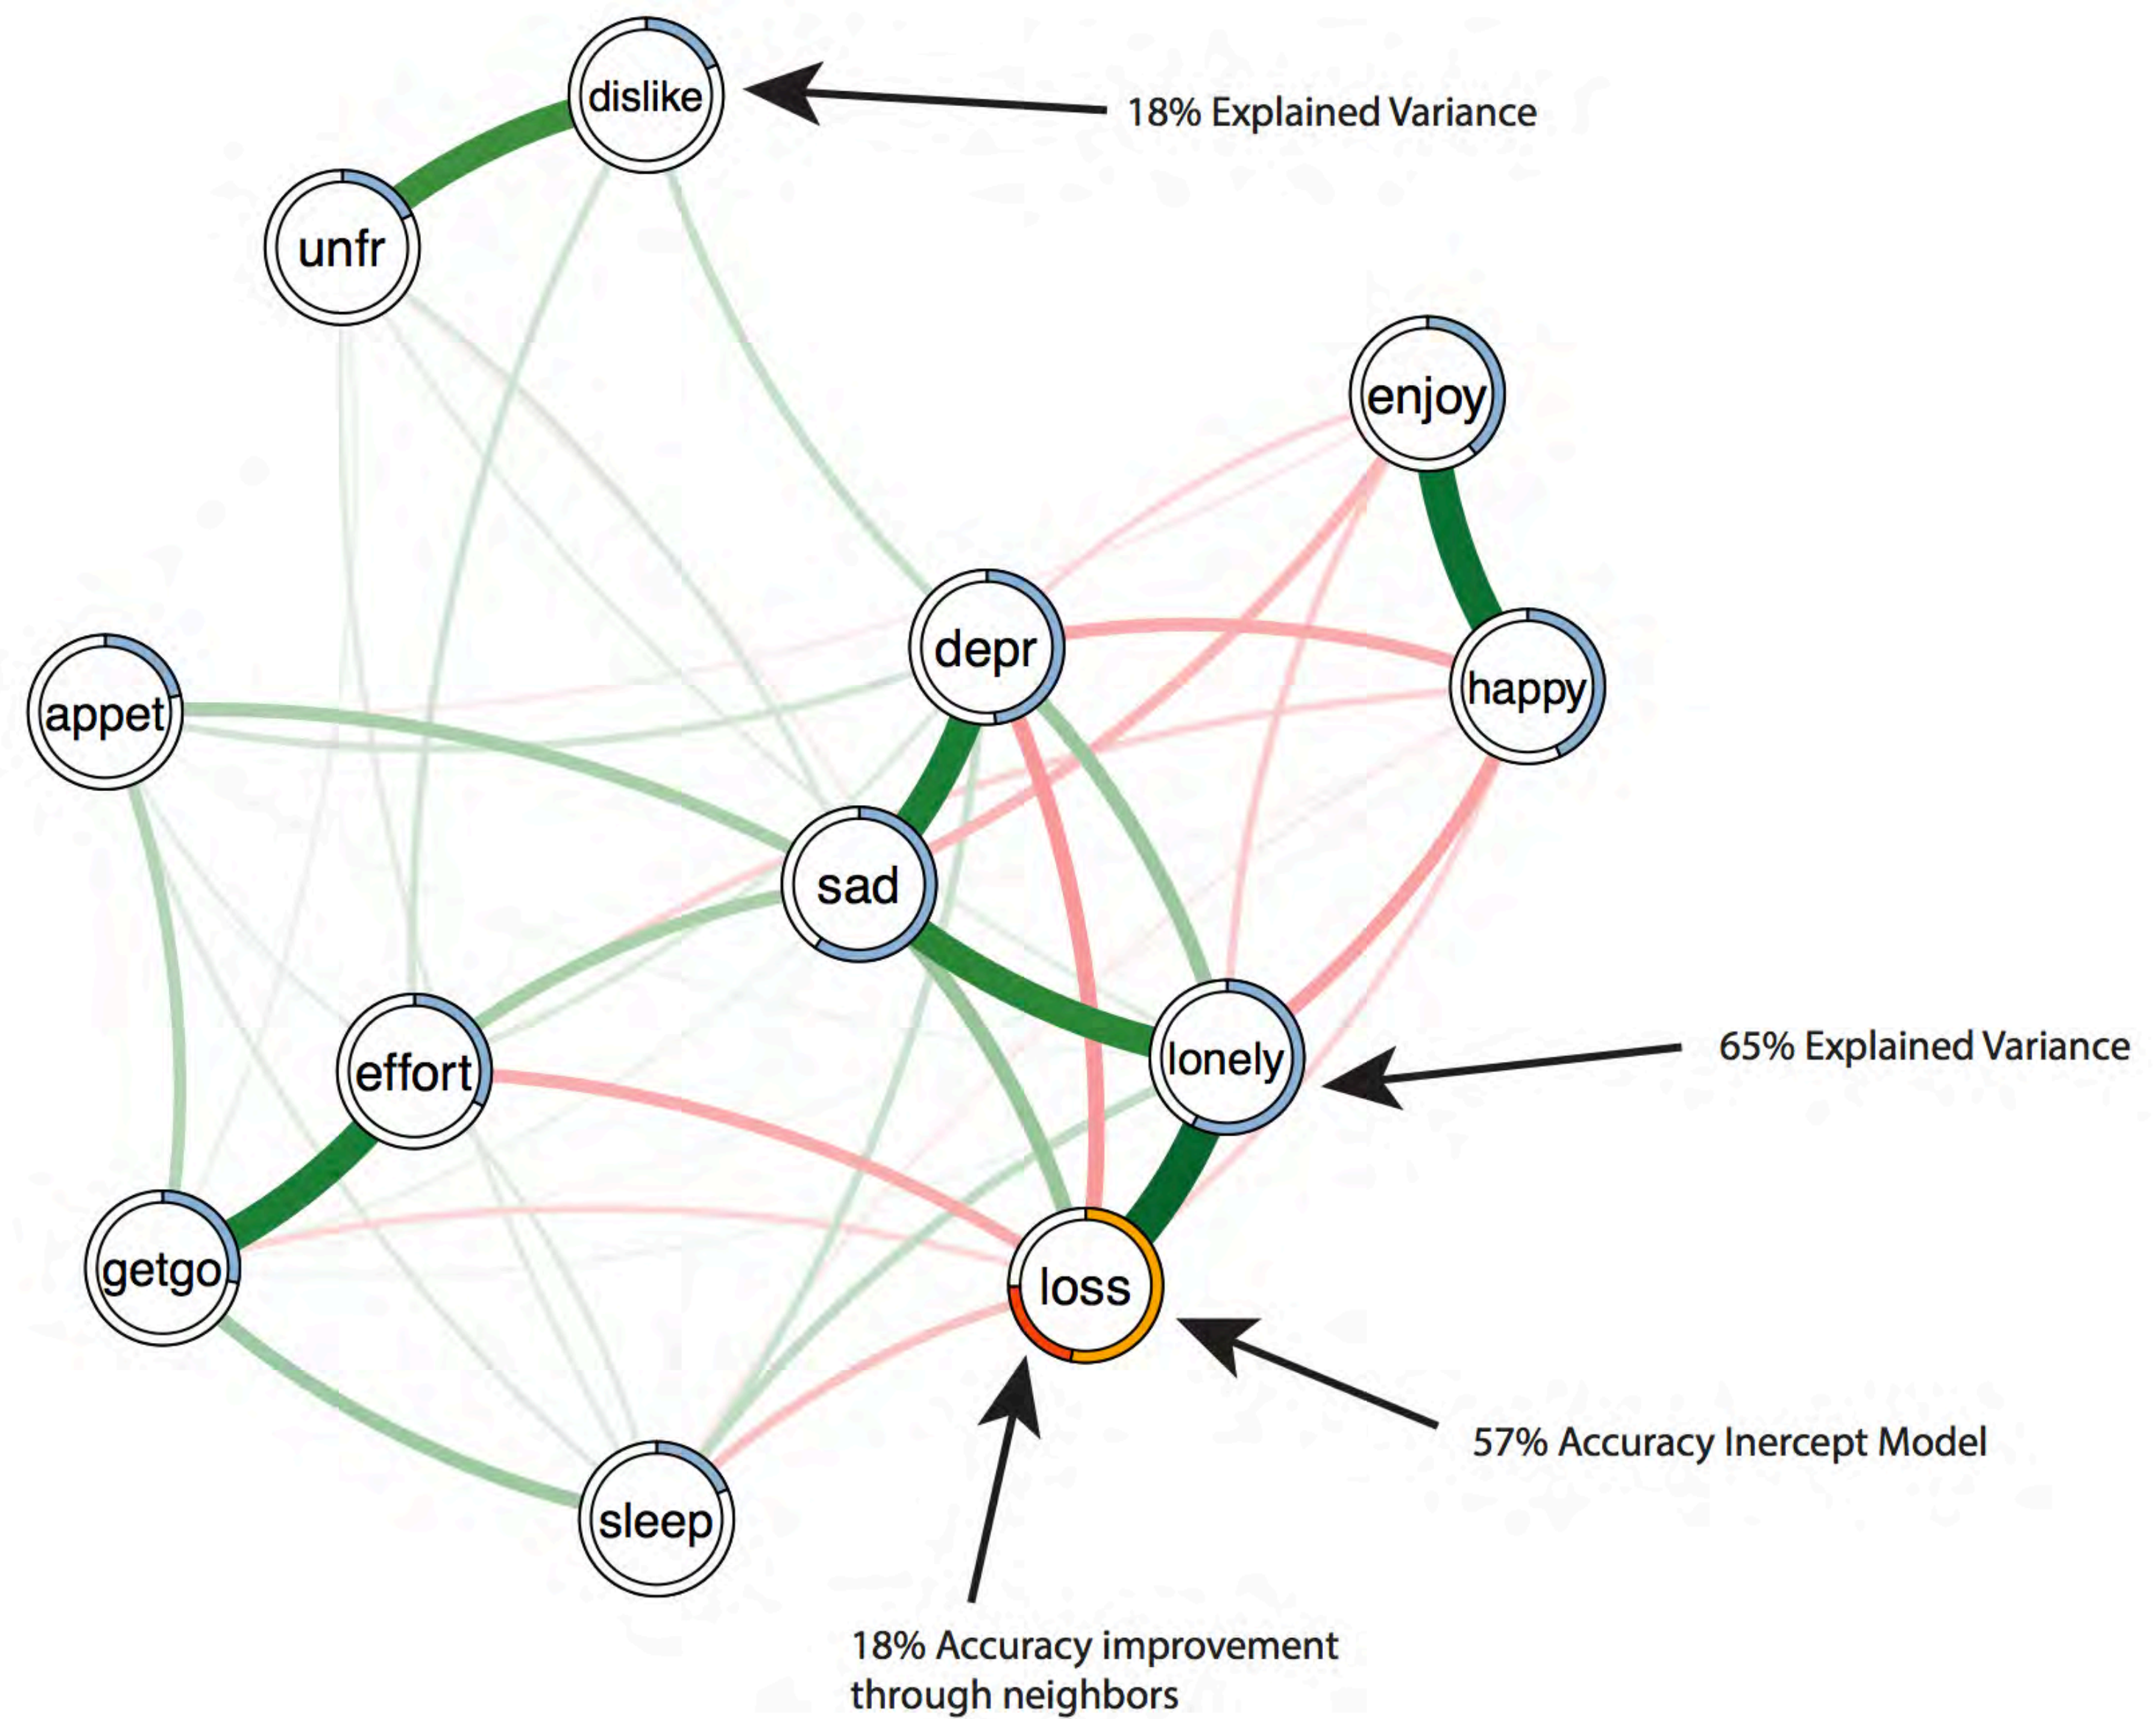 dislike
18% Explained Variance
unfr
enjoy
depr
happy
appet
sad
lonely
65% Explained Variance
effort
getgo
loss
57% Accuracy Inercept Model
sleep
18% Accuracy improvement
through neighbors